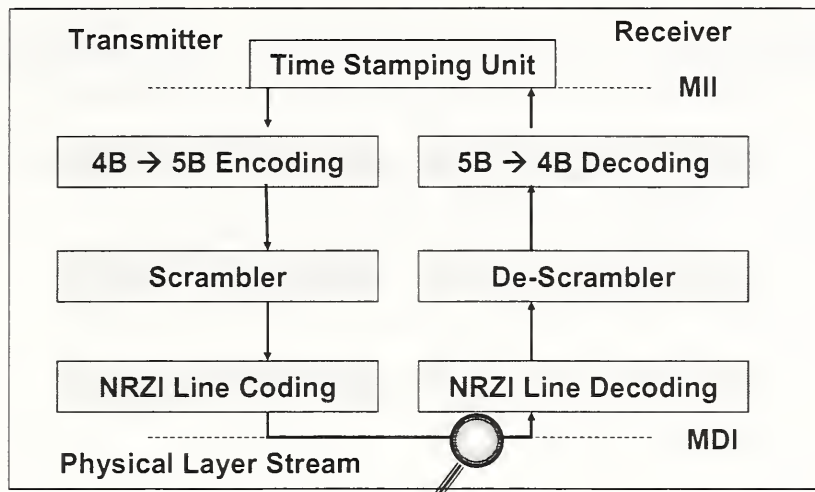 Transmitter
Receiver
Time Stamping Unit
MII
4B → 5B Encoding
5B → 4B Decoding
Scrambler
De-Scrambler
NRZI Line Coding
NRZI Line Decoding
MDI
Physical Layer Stream